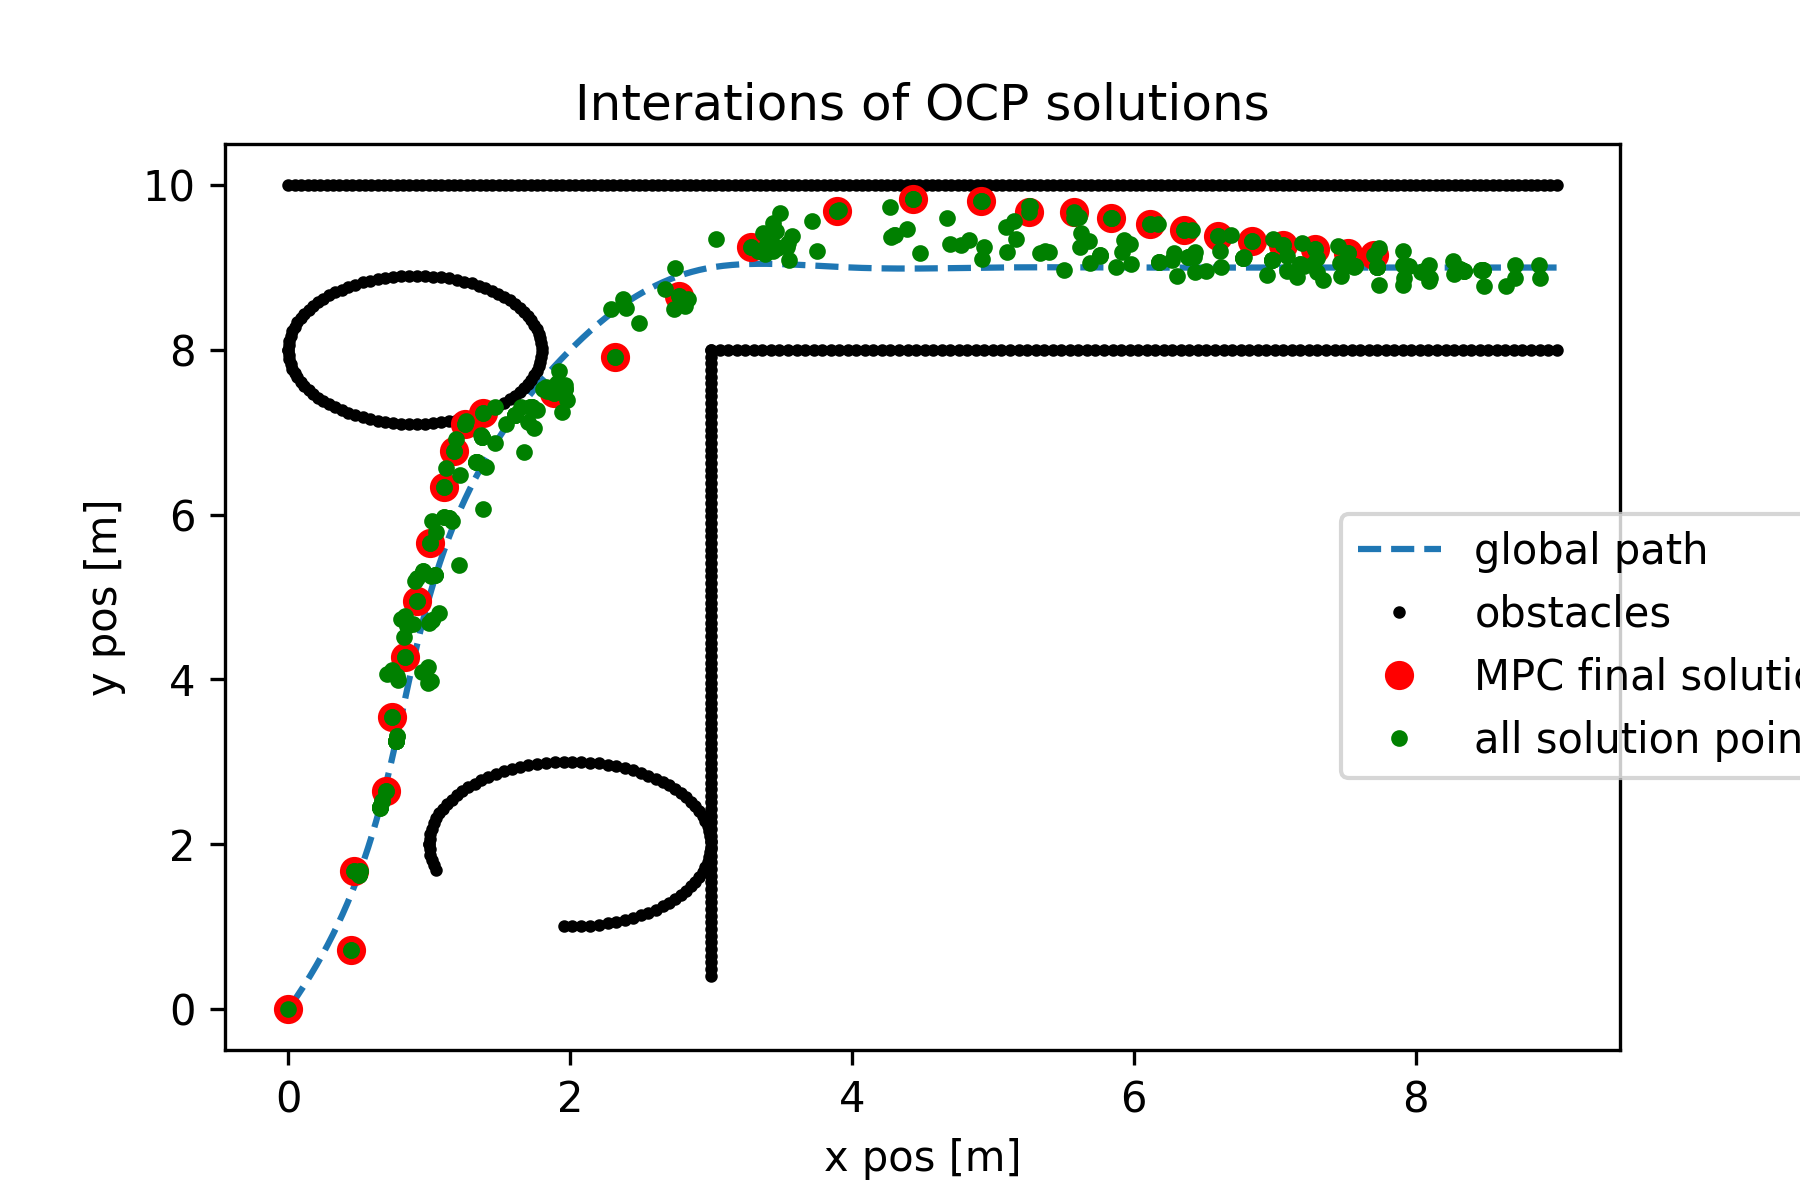 Interations of OCP solutions
10
8
6
4
2
0
y pos [m]
0 2 4 6 8
x pos [m]
global path
obstacles
MPC final solutio
all solution poin